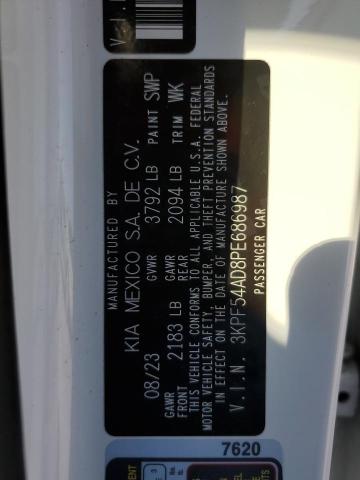 V.I.
MANUFACTURED BY
KIA MEXICO S.A. DE C.V.
08/23 GVWR 3792 LB PAINT SWP
GAWR FRONT 2183 LB GAWR REAR 2094 LB TRIM WK
THIS VEHICLE CONFORMS TO ALL APPLICABLE U.S.A. FEDERAL
MOTOR VEHICLE SAFETY, BUMPER, AND THEFT PREVENTION STANDARDS
IN EFFECT ON THE DATE OF MANUFACTURE SHOWN ABOVE.
V.I.N. 3KPF54AD8PE686987
PASSENGER CAR
7620